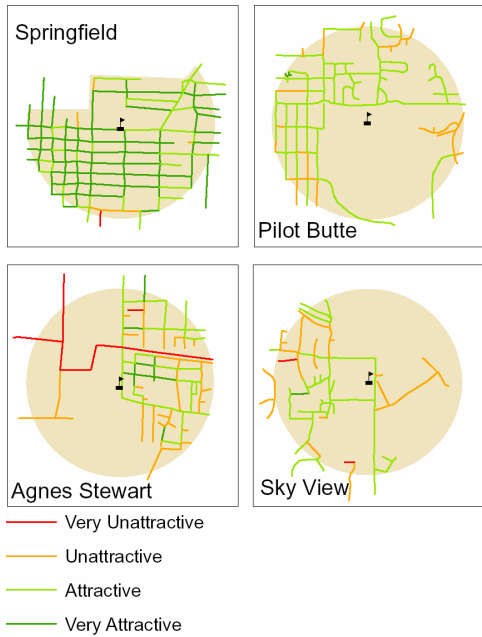 Springfield
Pilot Butte
Agnes Stewart
Sky View
Very Unattractive
Unattractive
Attractive
Very Attractive